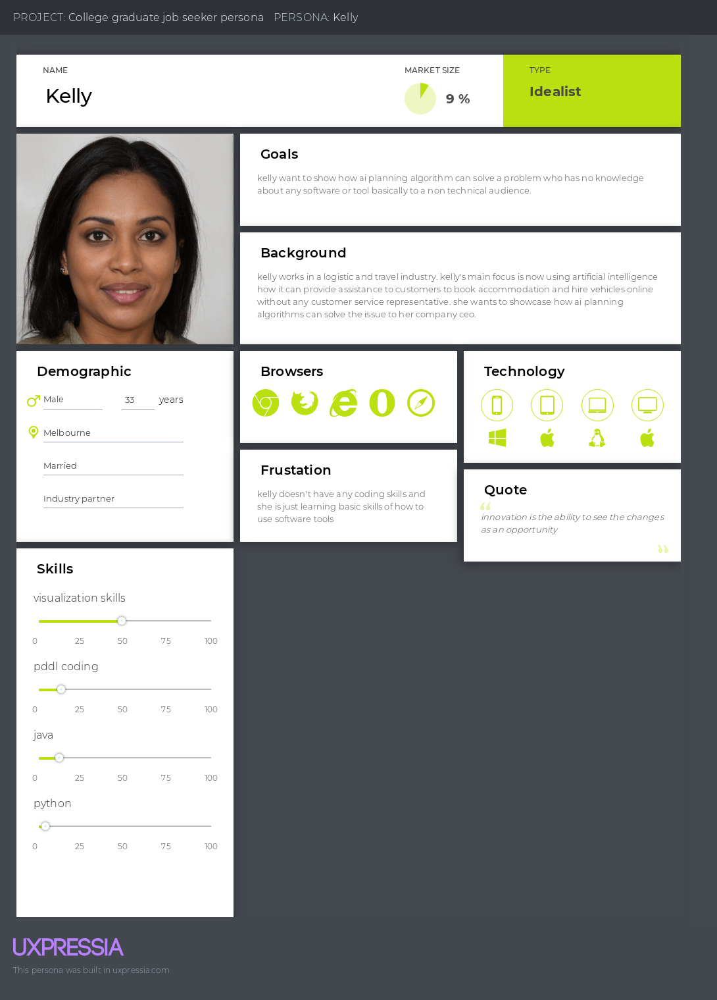 PROJECT: College graduate job seeker persona PERSONA: Kelly
NAME
Kelly
MARKET SIZE
9 %
TYPE
Idealist
Goals
kelly want to show how ai planning algorithm can solve a problem who has no knowledge
about any software or tool basically to a non technical audience.
Background
kelly works in a logistic and travel industry. kelly's main focus is now using artificial intelligence
how it can provide assistance to customers to book accommodation and hire vehicles online
without any customer service representative. she wants to showcase how ai planning
algorithms can solve the issue to her company ceo.
Demographic
Male 33 years
Melbourne
Married
Industry partner
Browsers
Technology
Frustation
kelly doesn't have any coding skills and
she is just learning basic skills of how to
use software tools
Quote
“
innovation is the ability to see the changes
as an opportunity
”
Skills
visualization skills
0 25 50 75 100
pddl coding
0 25 50 75 100
java
0 25 50 75 100
python
0 25 50 75 100
UXPRESSIA
This persona was built in uxpressia.com